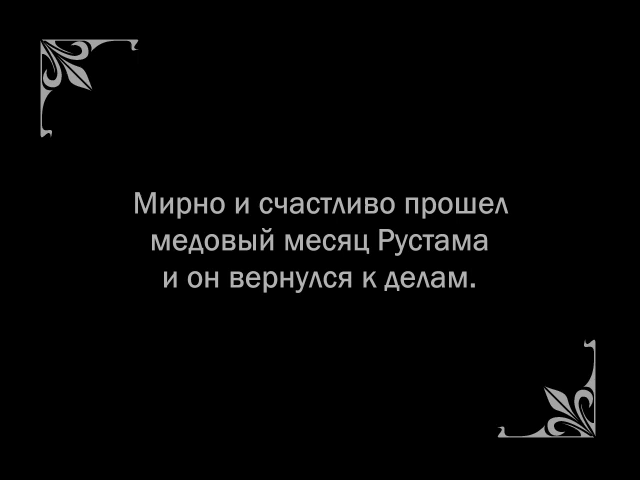 Мирно и счастливо прошел
медовый месяц Рустама
и он вернулся к делам.